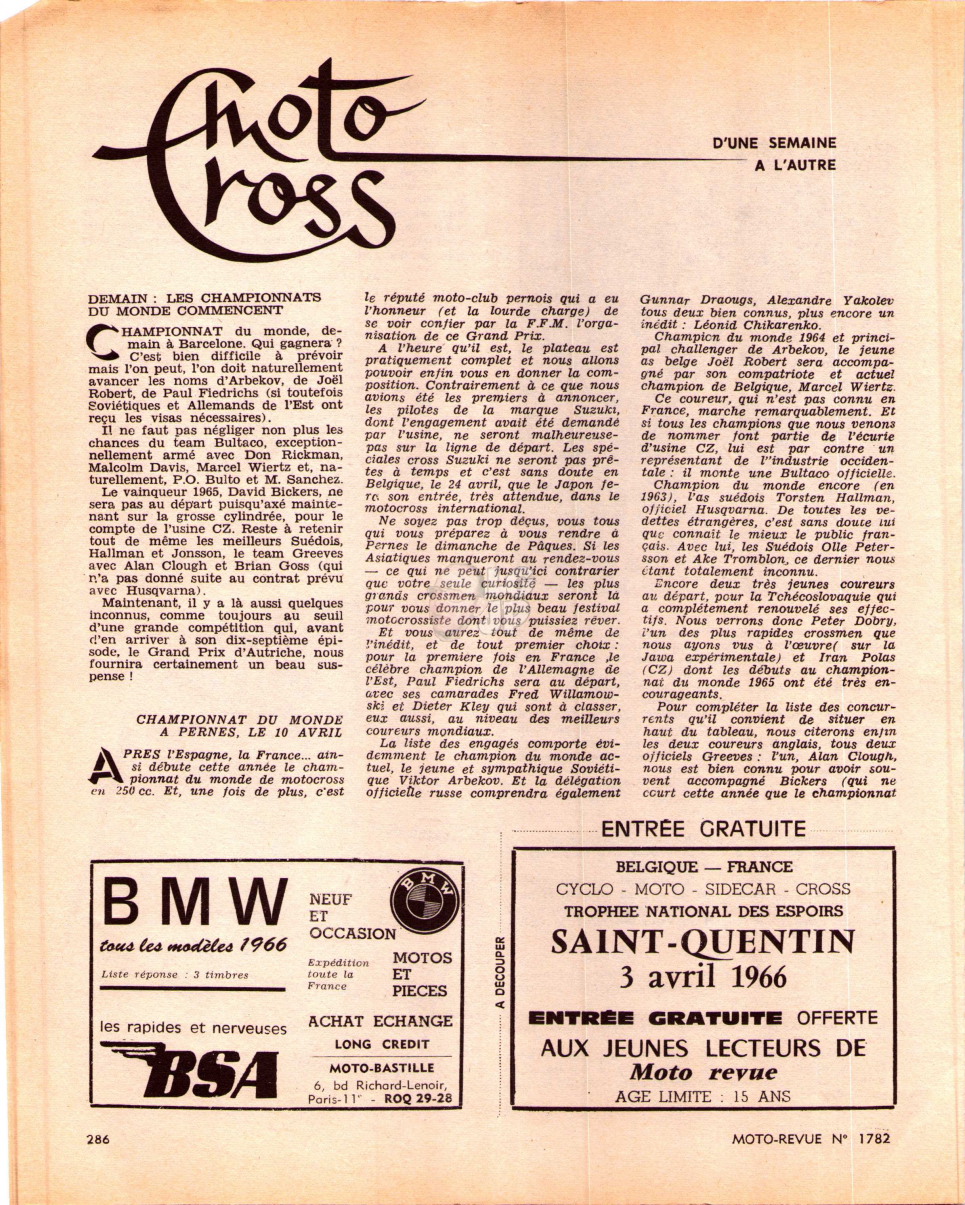 Moto
Cross
D'UNE SEMAINE
A L'AUTRE
DEMAIN : LES CHAMPIONNATS
DU MONDE COMMENCENT
CHAMPIONNAT du monde, de-
main à Barcelone. Qui gagnera ?
C'est bien difficile à prévoir
mais l'on peut, l'on doit naturellement
avancer les noms d'Arbekov, de Joël
Robert, de Paul Fiedrichs (si toutefois
Soviétiques et Allemands de l'Est ont
reçu les visas nécessaires).
Il ne faut pas négliger non plus les
chances du team Bultaco, exception-
nellement armé avec Don Rickman,
Malcolm Davis, Marcel Wiertz et, na-
turellement, P.O. Bulto et M. Sanchez.
Le vainqueur 1965, David Bickers, ne
sera pas au départ puisqu'axé mainte-
nant sur la grosse cylindrée, pour le
compte de l'usine CZ. Reste à retenir
tout de même les meilleurs Suédois,
Hallman et Jonsson, le team Greeves
avec Alan Clough et Brian Goss (qui
n'a pas donné suite au contrat prévu
avec Husqvarna).
Maintenant, il y a là aussi quelques
inconnus, comme toujours au seuil
d'une grande compétition qui, avant
d'en arriver à son dix-septième épi-
sode, le Grand Prix d'Autriche, nous
fournira certainement un beau sus-
pense !
CHAMPIONNAT DU MONDE
A PERNES, LE 10 AVRIL
APRES l'Espagne, la France... ain-
si débute cette année le cham-
pionnat du monde de motocross
en 250 cc. Et, une fois de plus, c'est
le réputé moto-club pernois qui a eu
l'honneur (et la lourde charge) de
se voir confier par la F.F.M. l'orga-
nisation de ce Grand Prix.
A l'heure qu'il est, le plateau est
pratiquement complet et nous allons
pouvoir enfin vous en donner la com-
position. Contrairement à ce que nous
avions été les premiers à annoncer,
les pilotes de la marque Suzuki,
dont l'engagement avait été demandé
par l'usine, ne seront malheureuse-
pas sur la ligne de départ. Les spé-
ciales cross Suzuki ne seront pas prê-
tes à temps et c'est sans doute en
Belgique, le 24 avril, que le Japon fe-
ra son entrée, très attendue, dans le
motocross international.
Ne soyez pas trop déçus, vous tous
qui vous préparez à vous rendre à
Pernes le dimanche de Pâques. Si les
Asiatiques manqueront au rendez-vous
— ce qui ne peut jusqu'ici contrarier
que votre seule curiosité — les plus
grands crossmen mondiaux seront là
pour vous donner le plus beau festival
motocrossiste dont vous puissiez rêver.
Et vous aurez tout de même de
l'inédit, et de tout premier choix :
pour la première fois en France ,le
célèbre champion de l'Allemagne de
l'Est, Paul Fiedrichs sera au départ,
avec ses camarades Fred Willamow-
ski et Dieter Kley qui sont à classer,
eux aussi, au niveau des meilleurs
coureurs mondiaux.
La liste des engagés comporte évi-
demment le champion du monde ac-
tuel, le jeune et sympathique Soviéti-
que Viktor Arbekov. Et la délégation
officielle russe comprendra également
Gunnar Draougs, Alexandre Yakolev
tous deux bien connus, plus encore un
inédit : Léonid Chikarenko.
Champion du monde 1964 et princi-
pal challenger de Arbekov, le jeune
as belge Joël Robert sera accompa-
gné par son compatriote et actuel
champion de Belgique, Marcel Wiertz.
Ce coureur, qui n'est pas connu en
France, marche remarquablement. Et
si tous les champions que nous venons
de nommer font partie de l'écurie
d'usine CZ, lui est par contre un
représentant de l''industrie occiden-
tale : il monte une Bultaco officielle.
Champion du monde encore (en
1963), l'as suédois Torsten Hallman,
officiel Husqvarna. De toutes les ve-
dettes étrangères, c'est sans doute lui
que connaît le mieux le public fran-
çais. Avec lui, les Suédois Olle Peter-
sson et Ake Tromblon, ce dernier nous
étant totalement inconnu.
Encore deux très jeunes coureurs
au départ, pour la Tchécoslovaquie qui
a complètement renouvelé ses effec-
tifs. Nous verrons donc Peter Dobry,
l'un des plus rapides crossmen que
nous ayons vus à l'œuvre( sur la
Jawa expérimentale) et Iran Polas
(CZ) dont les débuts au champion-
nat du monde 1965 ont été très en-
courageants.
Pour compléter la liste des concur-
rents qu'il convient de situer en
haut du tableau, nous citerons enfin
les deux coureurs anglais, tous deux
officiels Greeves : l'un, Alan Clough,
nous est bien connu pour avoir sou-
vent accompagné Bickers (qui ne
court cette année que le championnat
BMW
tous les modèles 1966
Liste réponse : 3 timbres
les rapides et nerveuses
BSA
NEUF
ET
OCCASION
BMW
Expédition
toute la
France
MOTOS
ET
PIECES
ACHAT ECHANGE
LONG CREDIT
MOTO-BASTILLE
6, bd Richard-Lenoir,
Paris-11e - ROQ 29-28
A DECOUPER
ENTRÉE GRATUITE
BELGIQUE — FRANCE
CYCLO - MOTO - SIDECAR - CROSS
TROPHEE NATIONAL DES ESPOIRS
SAINT-QUENTIN
3 avril 1966
ENTRÉE GRATUITE OFFERTE
AUX JEUNES LECTEURS DE
Moto revue
AGE LIMITE : 15 ANS
286
MOTO-REVUE N° 1782